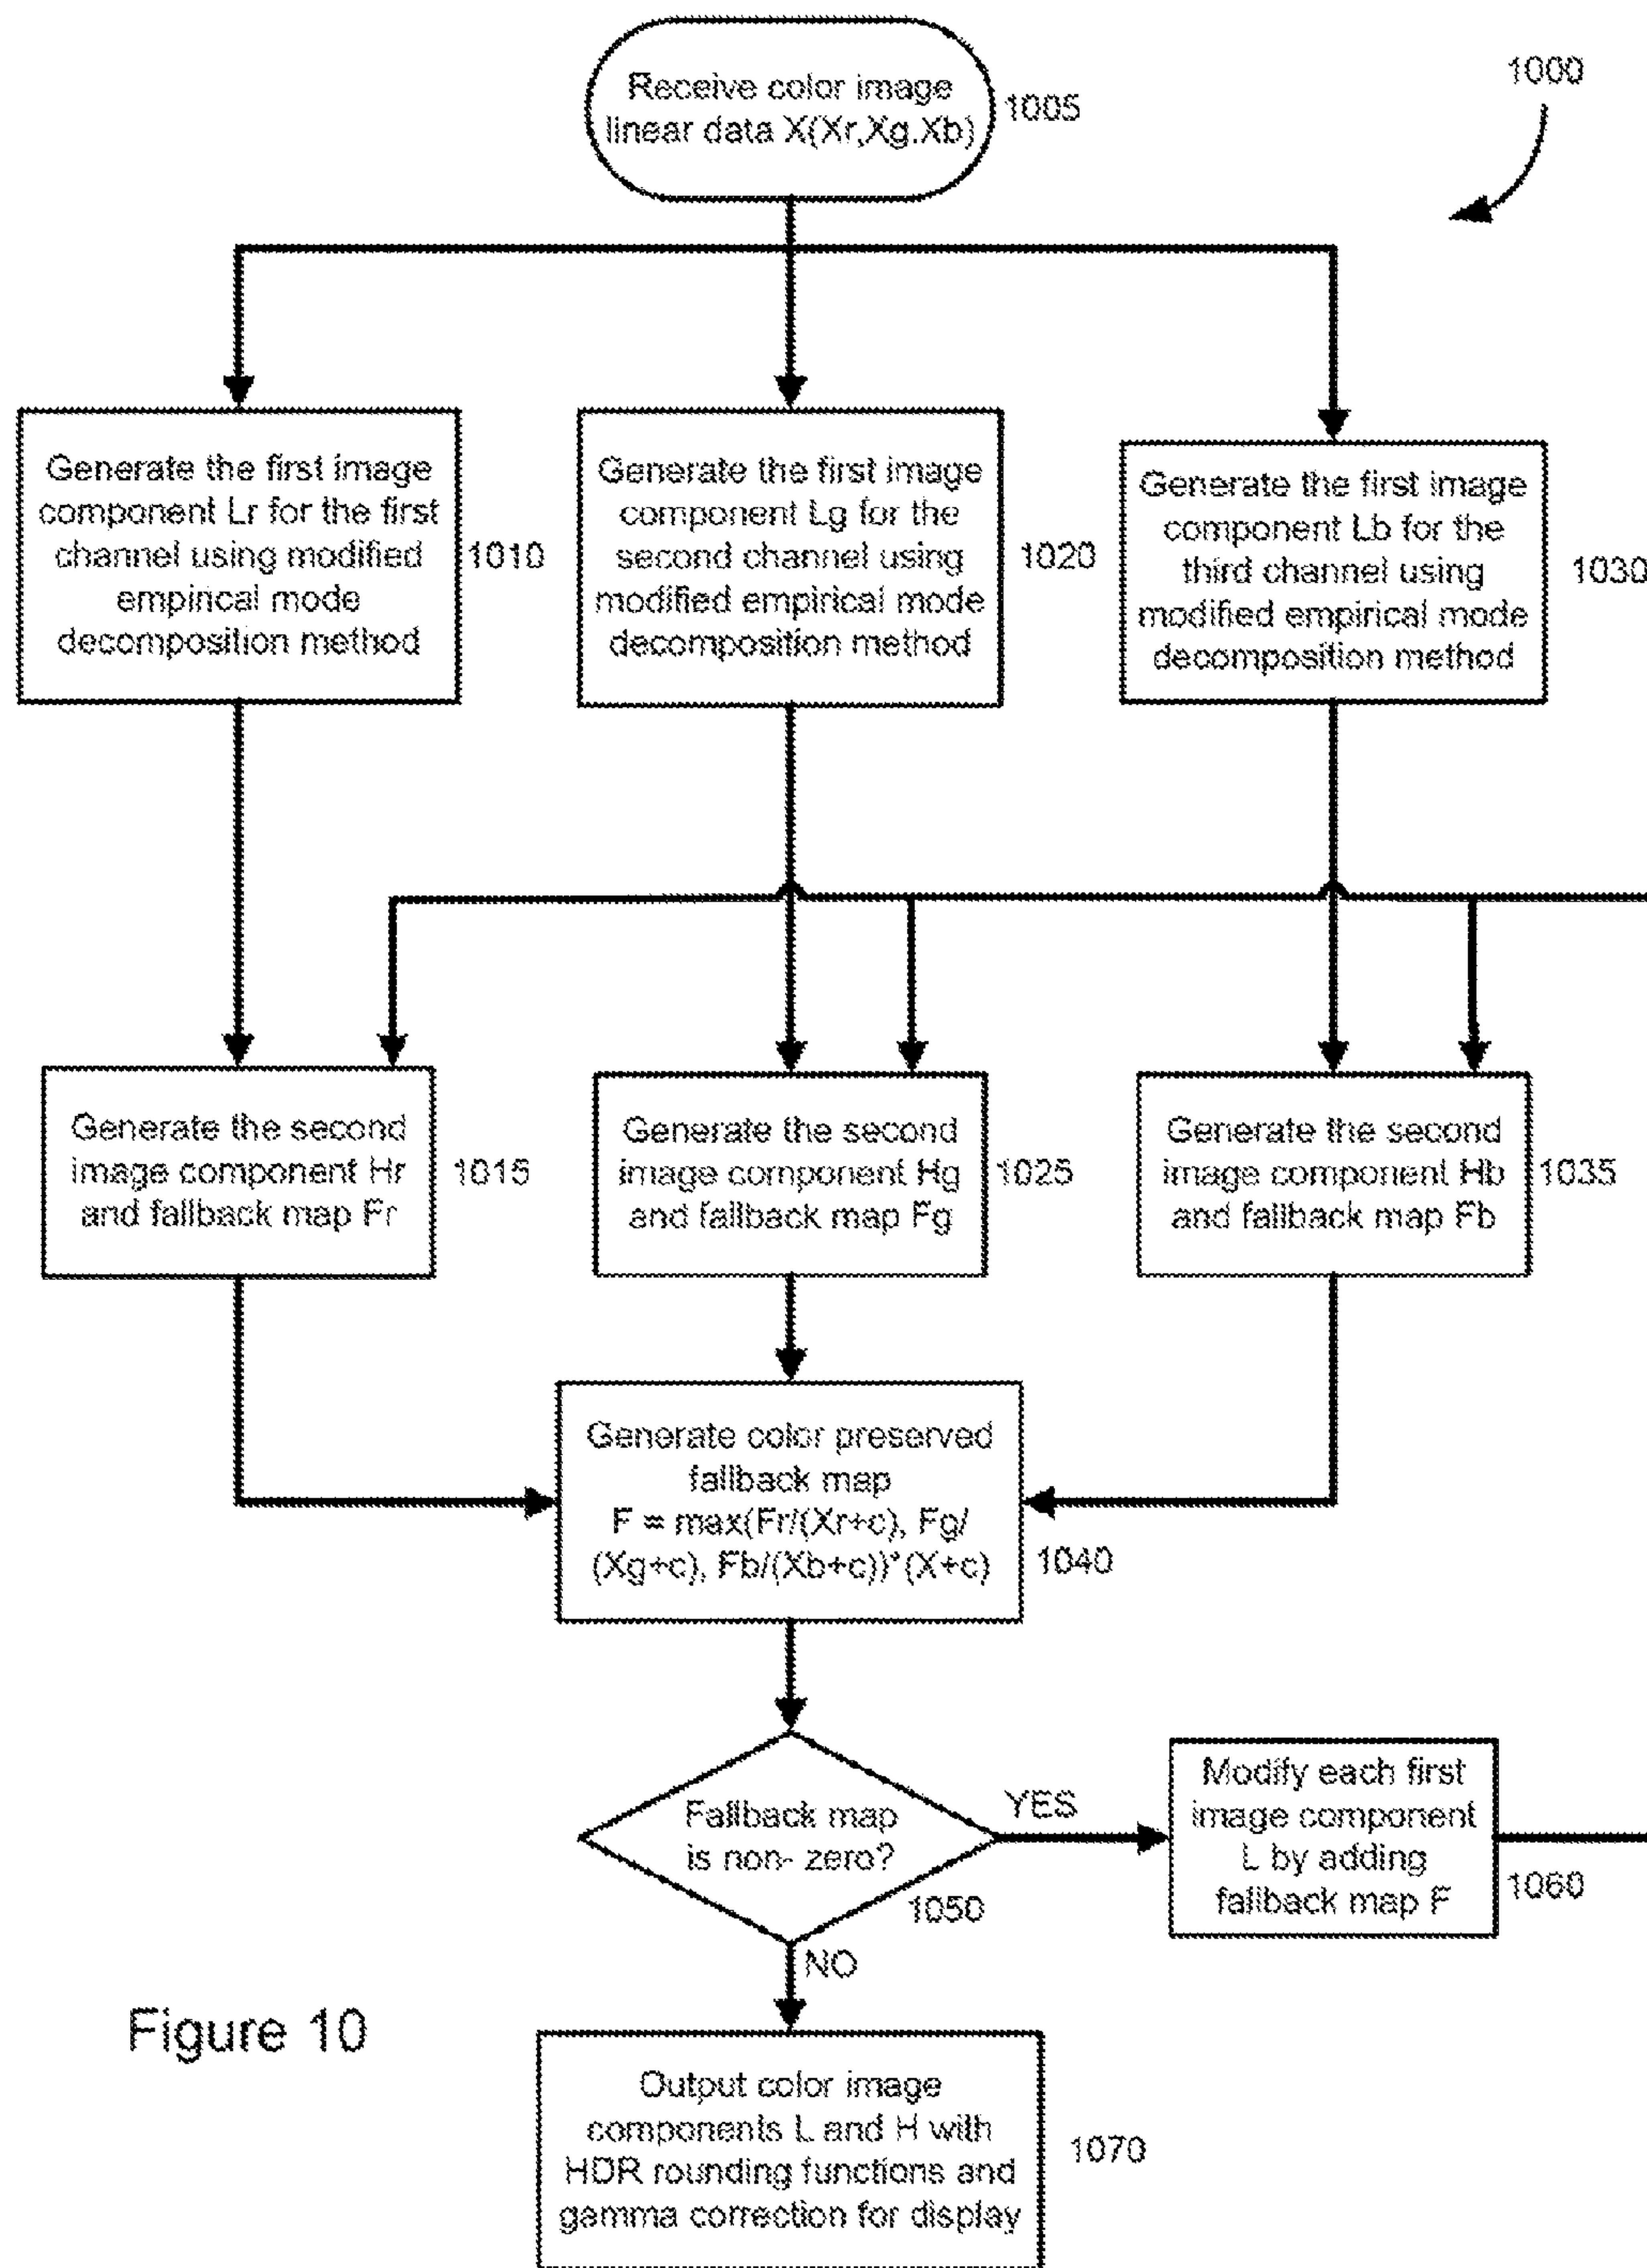 Receive color image
linear data X(Xr,Xg.Xb)
1005
1000
Generate the first image
component Lr for the first
channel using modified
empirical mode
decomposition method
1010
Generate the first image
component Lg for the
second channel using
modified empirical mode
decomposition method
1020
Generate the first image
component Lb for the
third channel using
modified empirical mode
decomposition method
1030
Generate the second
image component Hr
and fallback map Fr
1015
Generate the second
image component Hg
and fallback map Fg
1025
Generate the second
image component Hb
and fallback map Fb
1035
Generate color preserved
fallback map
F = max(Fr/(Xr+c), Fg/
(Xg+c), Fb/(Xb+c))*(X+c)
1040
Fallback map
is non- zero?
1050
YES
Modify each first
image component
L by adding
fallback map F
1060
NO
Figure 10
Output color image
components L and H with
HDR rounding functions and
gamma correction for display
1070